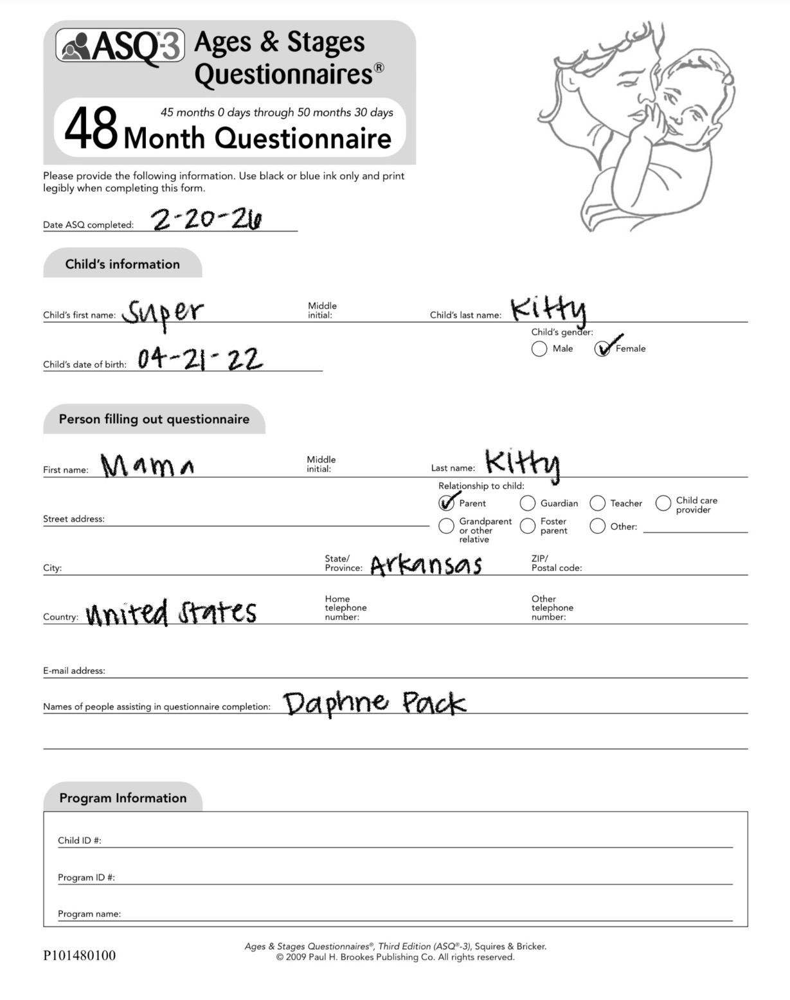 ASQ®-3 Ages & Stages
Questionnaires®
45 months 0 days through 50 months 30 days
48 Month Questionnaire
Please provide the following information. Use black or blue ink only and print
legibly when completing this form.
Date ASQ completed: 2-20-26
Child's information
Child's first name: Super Middle initial: Child's last name: Kitty
Child's gender:
Male Female
Child's date of birth: 04-21-22
Person filling out questionnaire
First name: Mama Middle initial: Last name: Kitty
Relationship to child:
Parent Guardian Teacher Child care provider
Street address:
Grandparent or other relative Foster parent Other:
City: State/Province: Arkansas ZIP/Postal code:
Country: United States Home telephone number: Other telephone number:
E-mail address:
Names of people assisting in questionnaire completion: Daphne Pack
Program Information
Child ID #:
Program ID #:
Program name:
Ages & Stages Questionnaires®, Third Edition (ASQ®-3), Squires & Bricker.
P101480100 © 2009 Paul H. Brookes Publishing Co. All rights reserved.